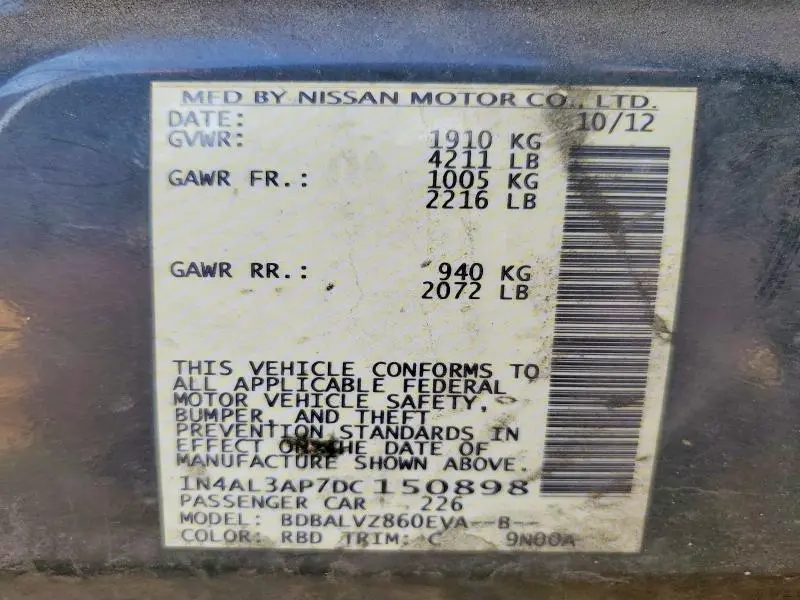 MFD BY NISSAN MOTOR CO., LTD.
DATE: 10/12
GVWR: 1910 KG
4211 LB
GAWR FR.: 1005 KG
2216 LB
GAWR RR.: 940 KG
2072 LB
THIS VEHICLE CONFORMS TO
ALL APPLICABLE FEDERAL
MOTOR VEHICLE SAFETY,
BUMPER, AND THEFT
PREVENTION STANDARDS IN
EFFECT ON THE DATE OF
MANUFACTURE SHOWN ABOVE.
1N4AL3AP7DC150898
PASSENGER CAR 226
MODEL: BDBALVZ860EVA--B--
COLOR: RBD TRIM: C 9N00A